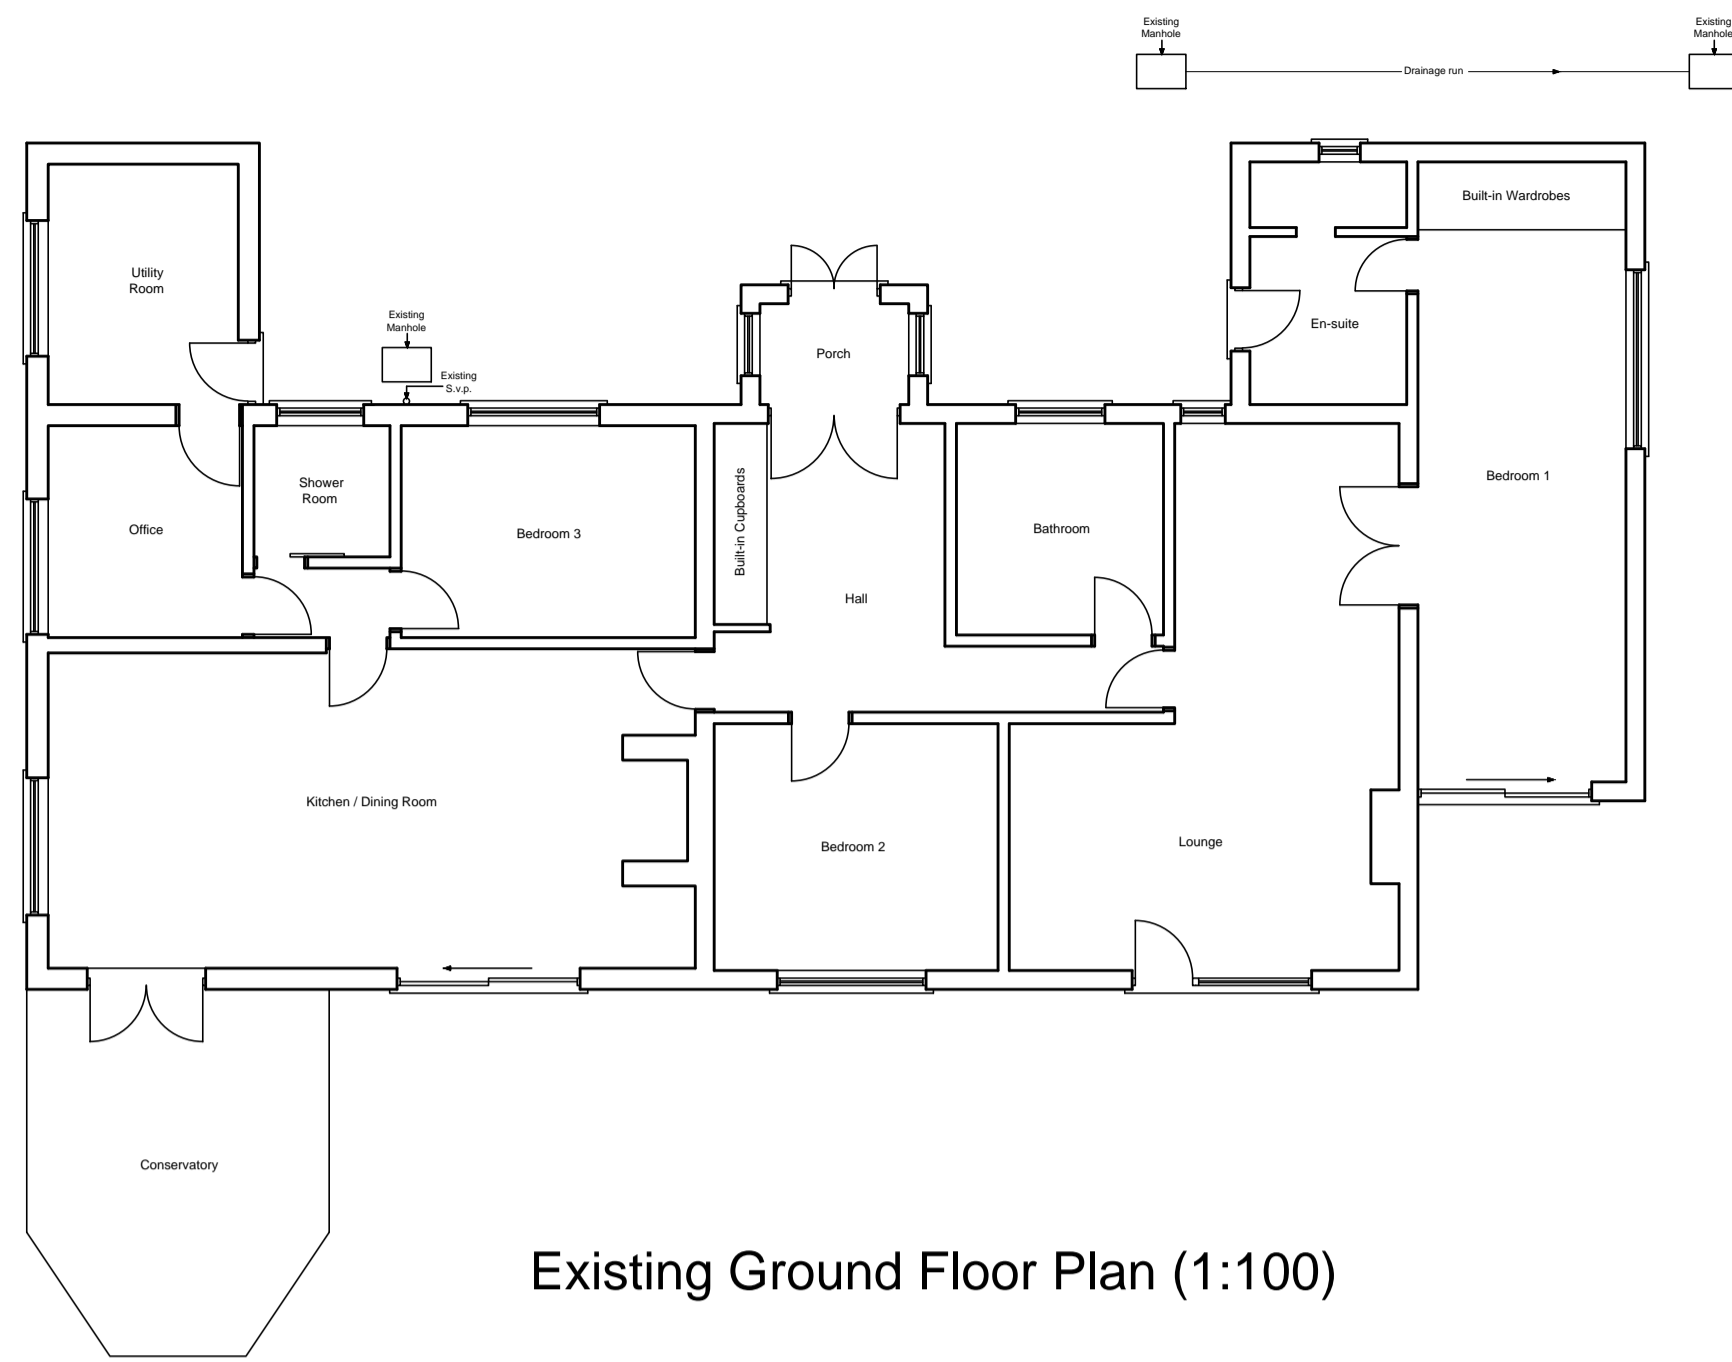 Existing
Manhole
Existing
Manhole
Drainage run
Built-in Wardrobes
Utility
Room
Existing
Manhole
En-suite
Porch
Existing
S.v.p.
Bedroom 1
Shower
Room
Built-in Cupboards
Office
Bedroom 3
Bathroom
Hall
Kitchen / Dining Room
Lounge
Bedroom 2
Conservatory
Existing Ground Floor Plan (1:100)